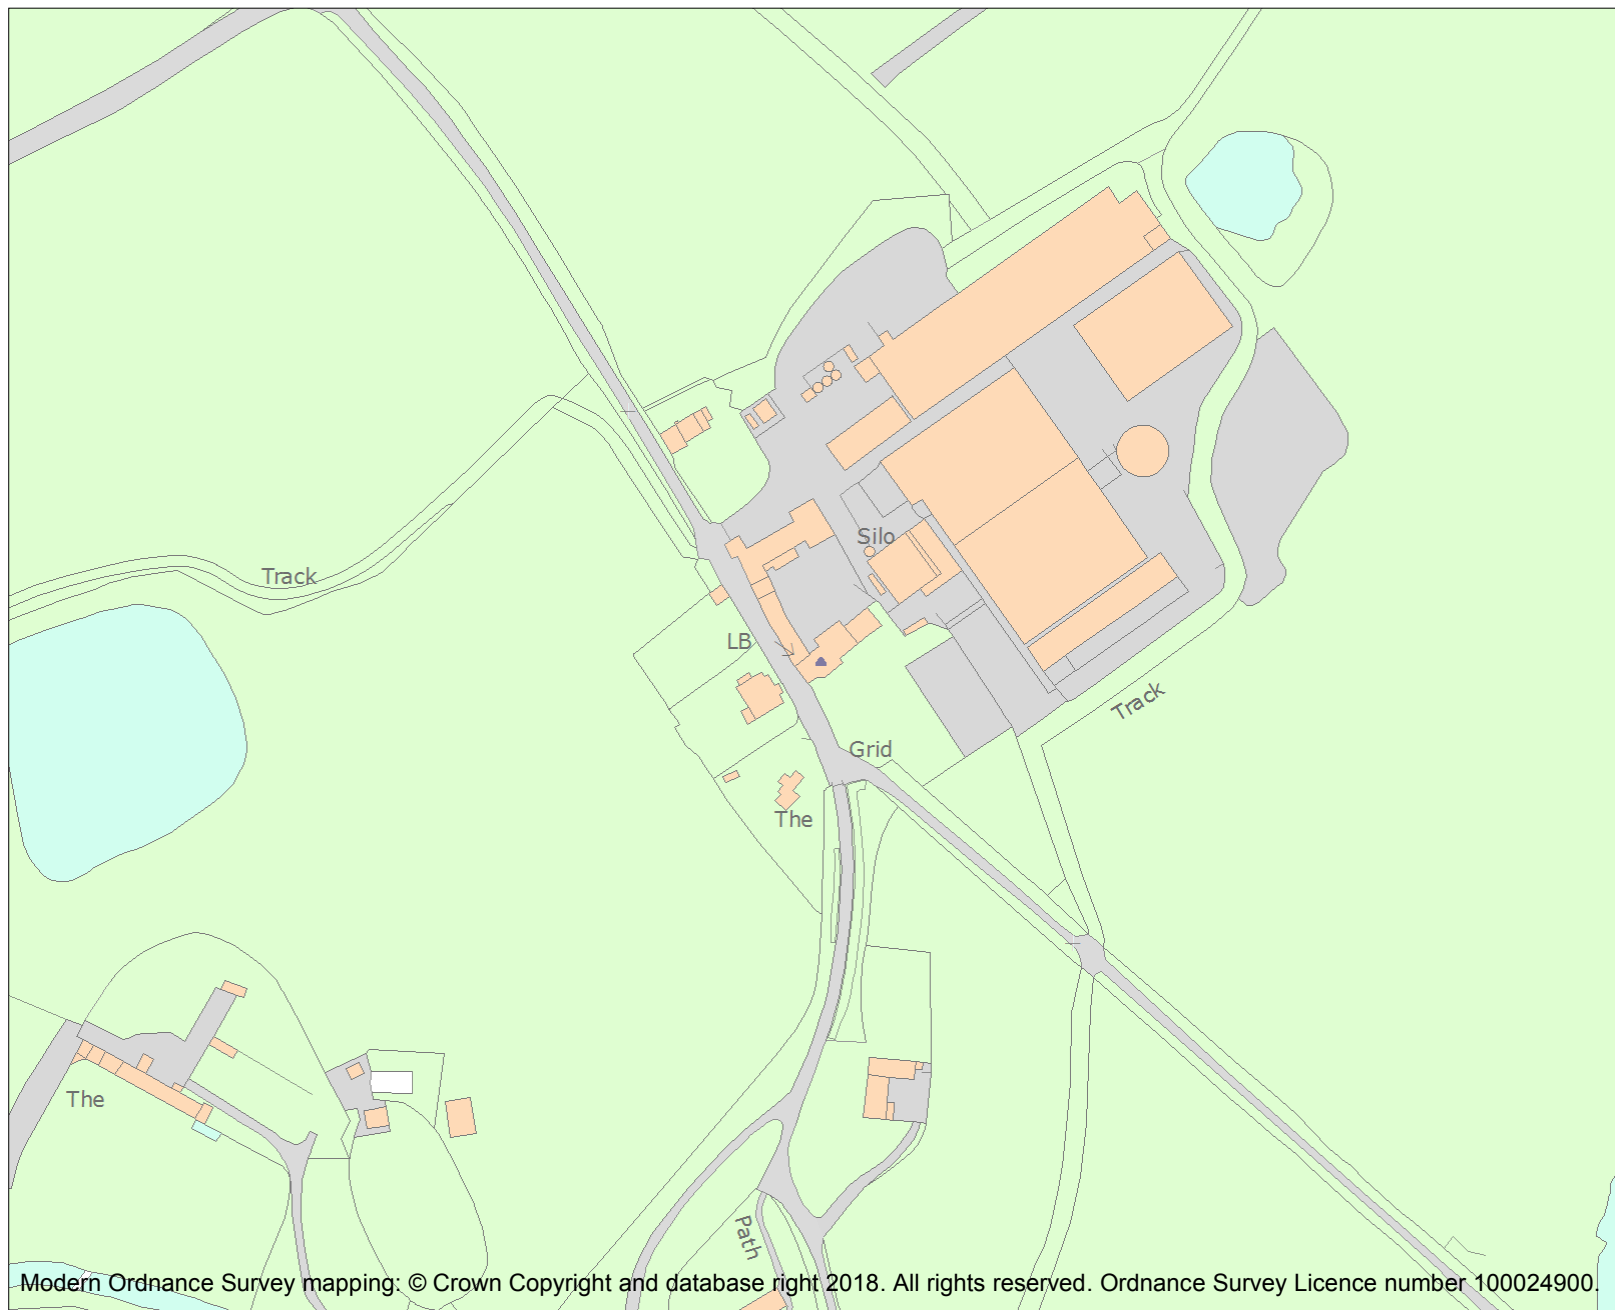 Track
Silo
LB
Track
Grid
The
The
Path
Modern Ordnance Survey mapping: © Crown Copyright and database right 2018. All rights reserved. Ordnance Survey Licence number 100024900.